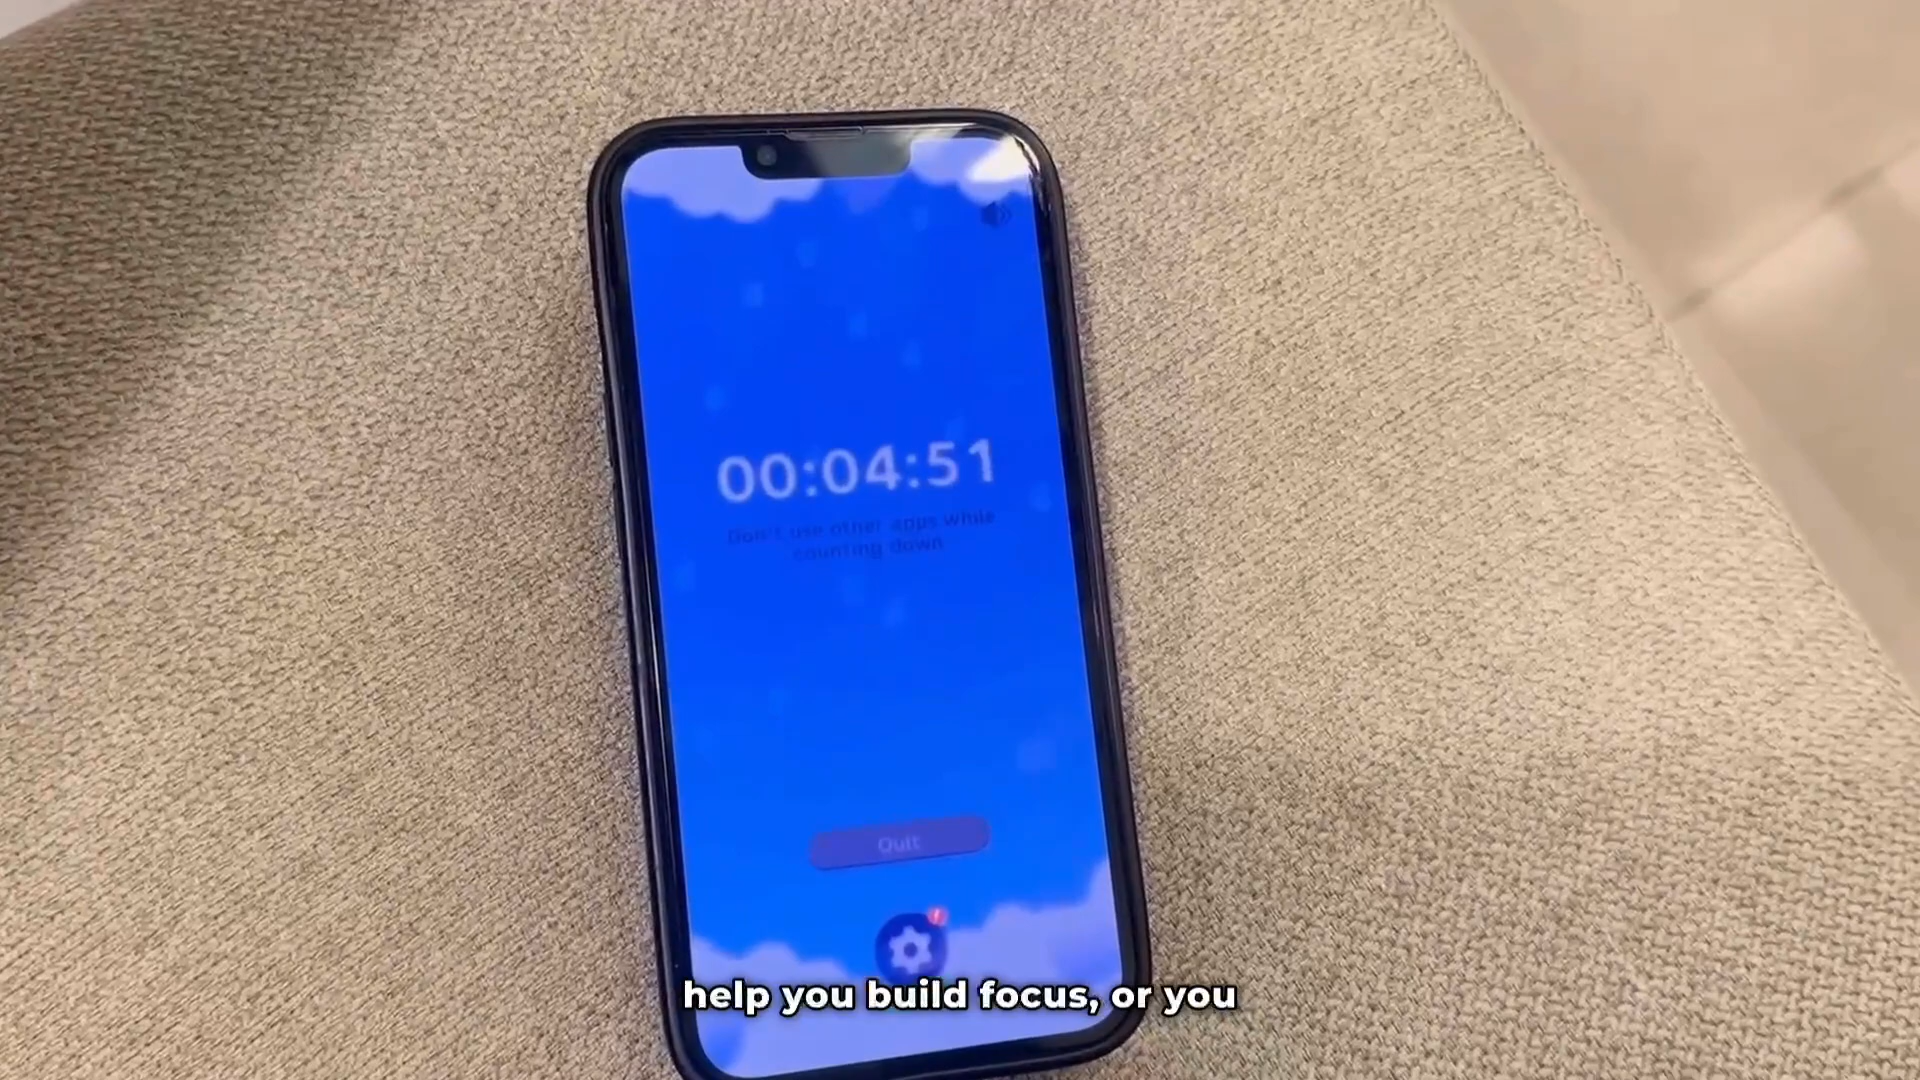 00:04:51
Don't use other apps while
counting down
Quit
help you build focus, or you